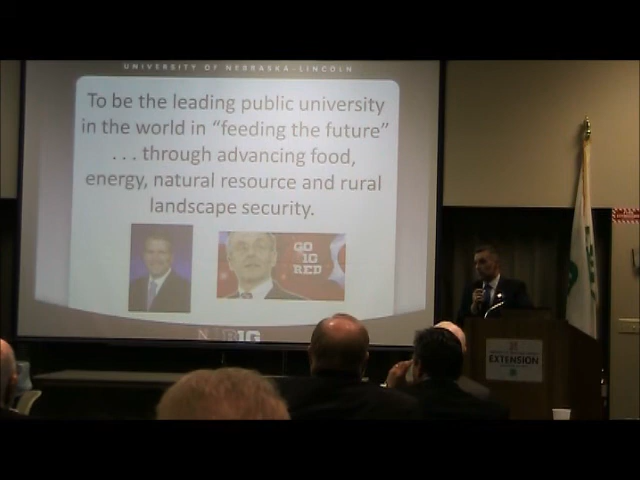 UNIVERSITY OF NEBRASKA–LINCOLN
To be the leading public university
in the world in “feeding the future”
. . . through advancing food,
energy, natural resource and rural
landscape security.
GO
1G
RED
EXTENSION